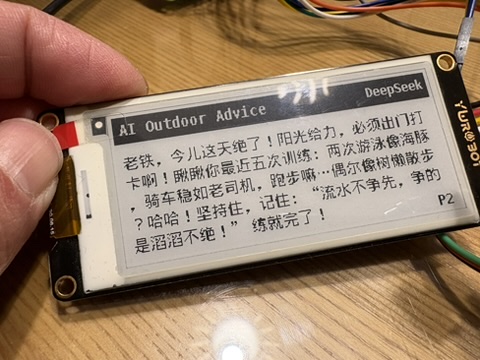 AI Outdoor Advice
DeepSeek
老铁，今儿这天绝了！阳光给力，必须出门打
卡啊！瞅瞅你最近五次训练：两次游泳像海豚
，骑车稳如老司机，跑步嘛…偶尔像树懒散步
？哈哈！坚持住，记住：“流水不争先，争的
是滔滔不绝！” 练就完了！
P2